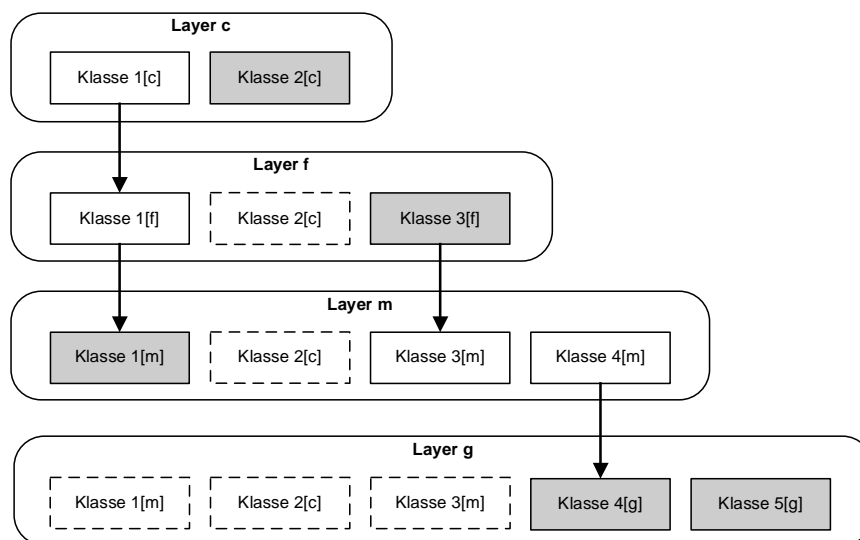 Layer c
Klasse 1[c]
Klasse 2[c]
Layer f
Klasse 1[f]
Klasse 2[c]
Klasse 3[f]
Layer m
Klasse 1[m]
Klasse 2[c]
Klasse 3[m]
Klasse 4[m]
Layer g
Klasse 1[m]
Klasse 2[c]
Klasse 3[m]
Klasse 4[g]
Klasse 5[g]